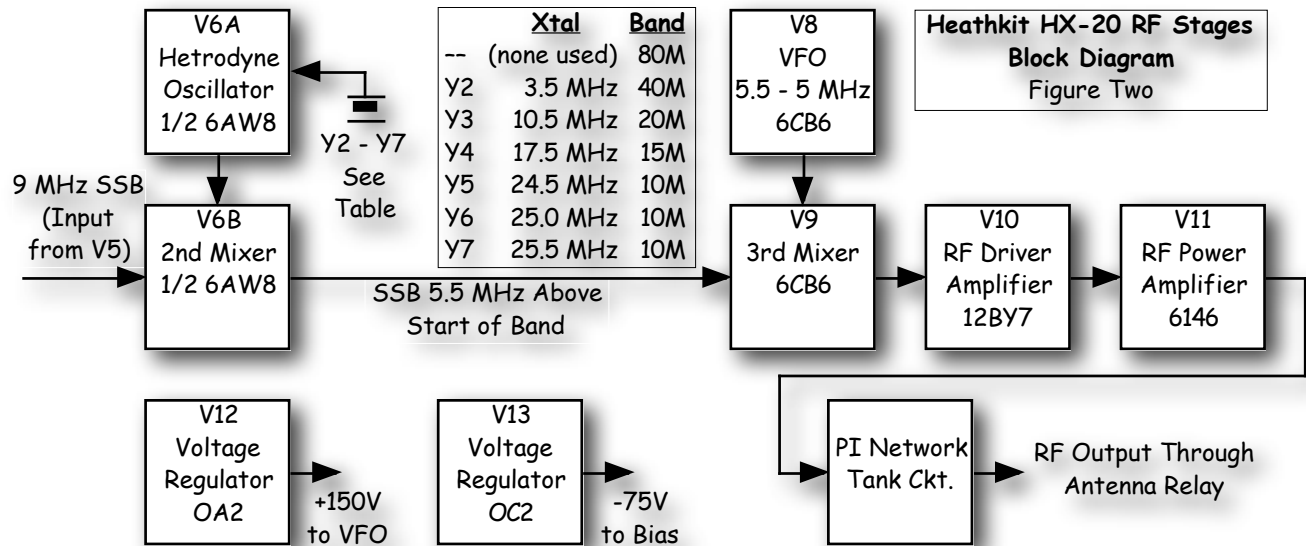 V6A
Hetrodyne
Oscillator
1/2 6AW8
Y2 - Y7
See
Table
Xtal Band
-- (none used) 80M
Y2 3.5 MHz 40M
Y3 10.5 MHz 20M
Y4 17.5 MHz 15M
Y5 24.5 MHz 10M
Y6 25.0 MHz 10M
Y7 25.5 MHz 10M
V8
VFO
5.5 - 5 MHz
6CB6
Heathkit HX-20 RF Stages
Block Diagram
Figure Two
9 MHz SSB
(Input
from V5)
V6B
2nd Mixer
1/2 6AW8
SSB 5.5 MHz Above
Start of Band
V9
3rd Mixer
6CB6
V10
RF Driver
Amplifier
12BY7
V11
RF Power
Amplifier
6146
V12
Voltage
Regulator
OA2
+150V
to VFO
V13
Voltage
Regulator
OC2
-75V
to Bias
PI Network
Tank Ckt.
RF Output Through
Antenna Relay